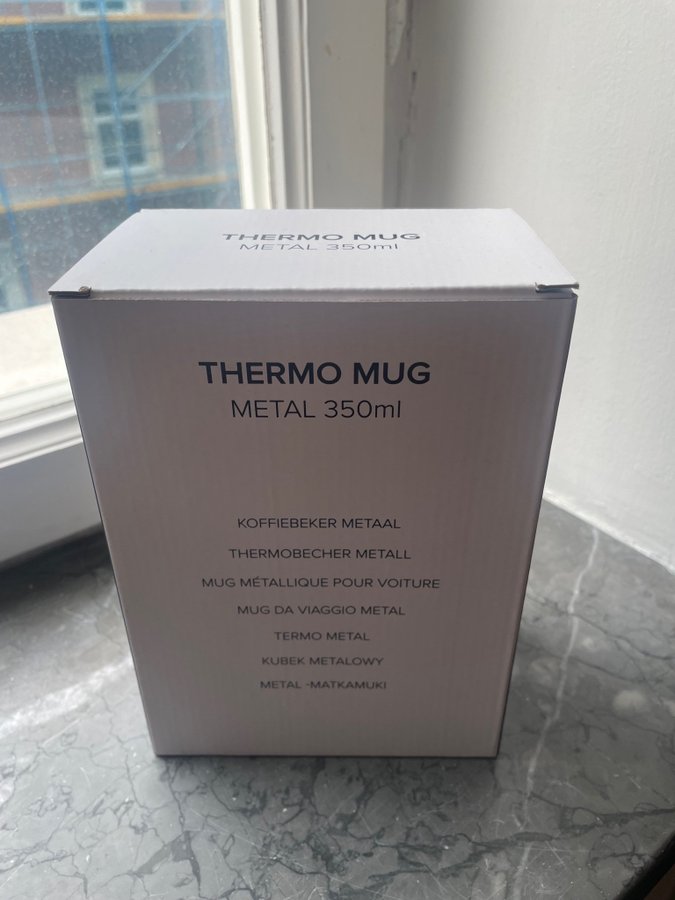 THERMO MUG
METAL 350ml
THERMO MUG
METAL 350ml
KOFFIEBEKER METAAL
THERMOBECHER METALL
MUG MÉTALLIQUE POUR VOITURE
MUG DA VIAGGIO METAL
TERMO METAL
KUBEK METALOWY
METAL -MATKAMUKI